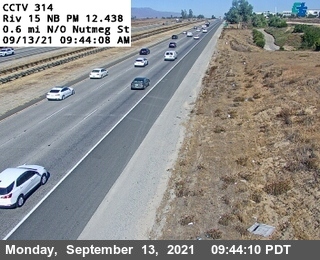 CCTV 314
Riv 15 NB PM 12.438
0.6 mi N/O Nutmeg St
09/13/21 09:44:08 AM
Monday, September 13, 2021 09:44:10 PDT